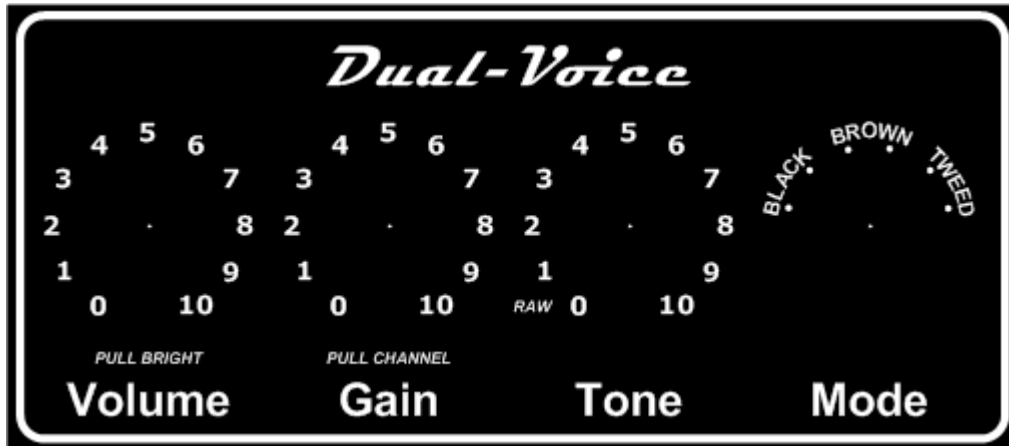 Dual-Voice
0 1 2 3 4 5 6 7 8 9 10
PULL BRIGHT
Volume
0 1 2 3 4 5 6 7 8 9 10
PULL CHANNEL
Gain
RAW 0 1 2 3 4 5 6 7 8 9 10
Tone
BLACK BROWN TWEED
Mode